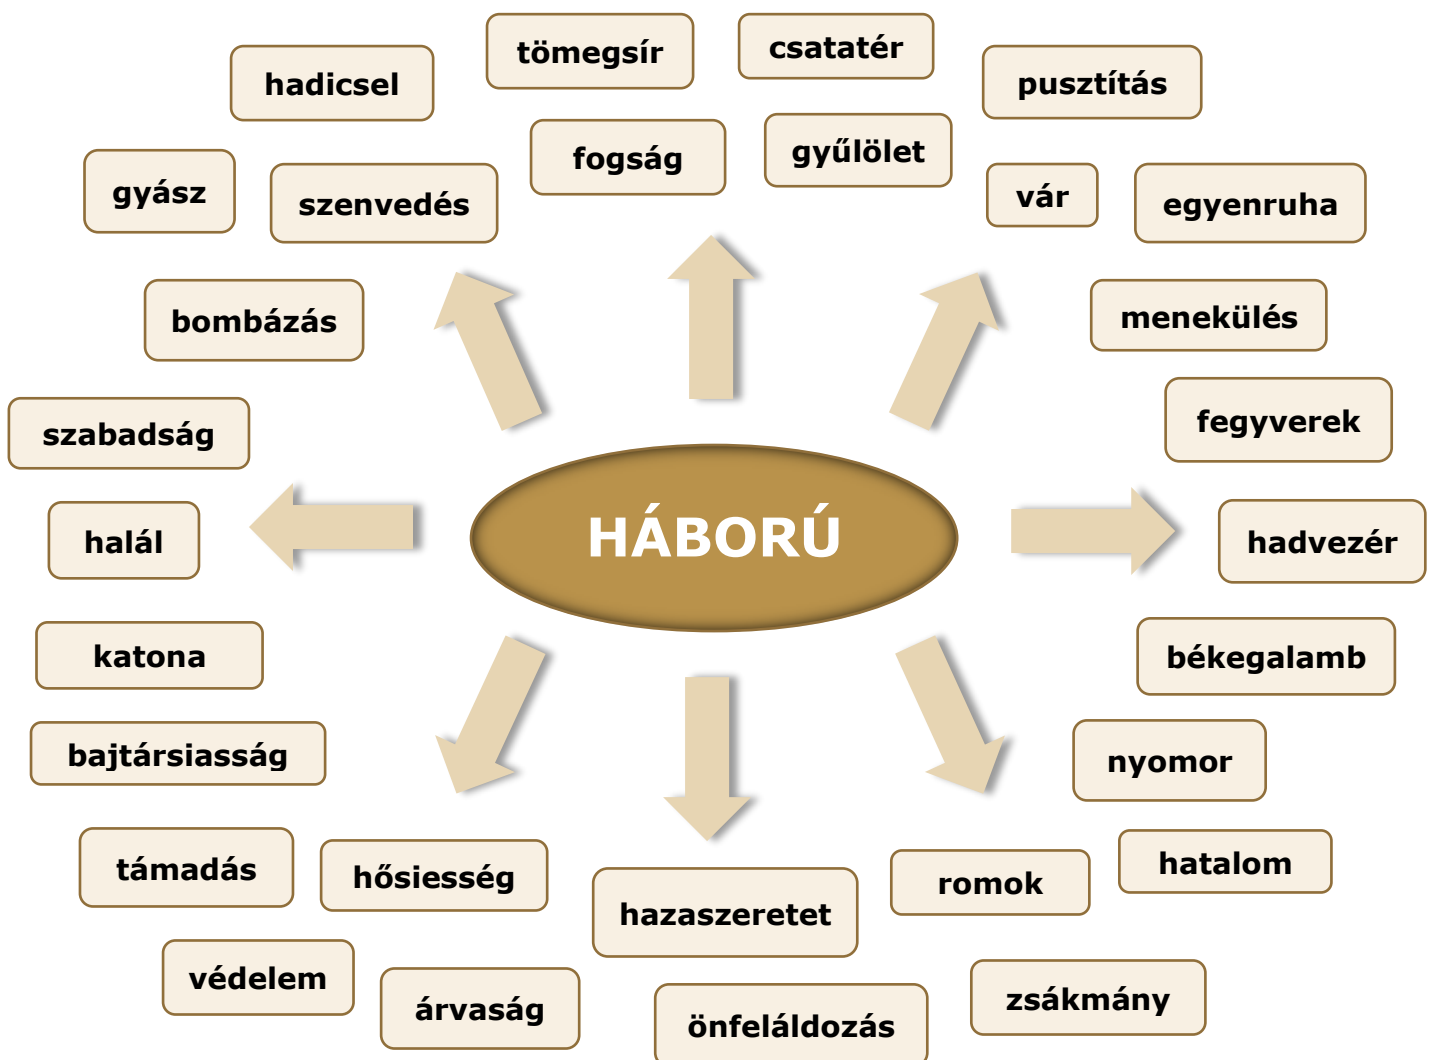 tömegsír
csatatér
hadicsel
pusztítás
fogság
gyűlölet
gyász
szenvedés
vár
egyenruha
bombázás
menekülés
szabadság
fegyverek
HÁBORÚ
halál
hadvezér
katona
békegalamb
bajtársiasság
nyomor
támadás
hősiesség
hazaszeretet
romok
hatalom
védelem
árvaság
önfeláldozás
zsákmány